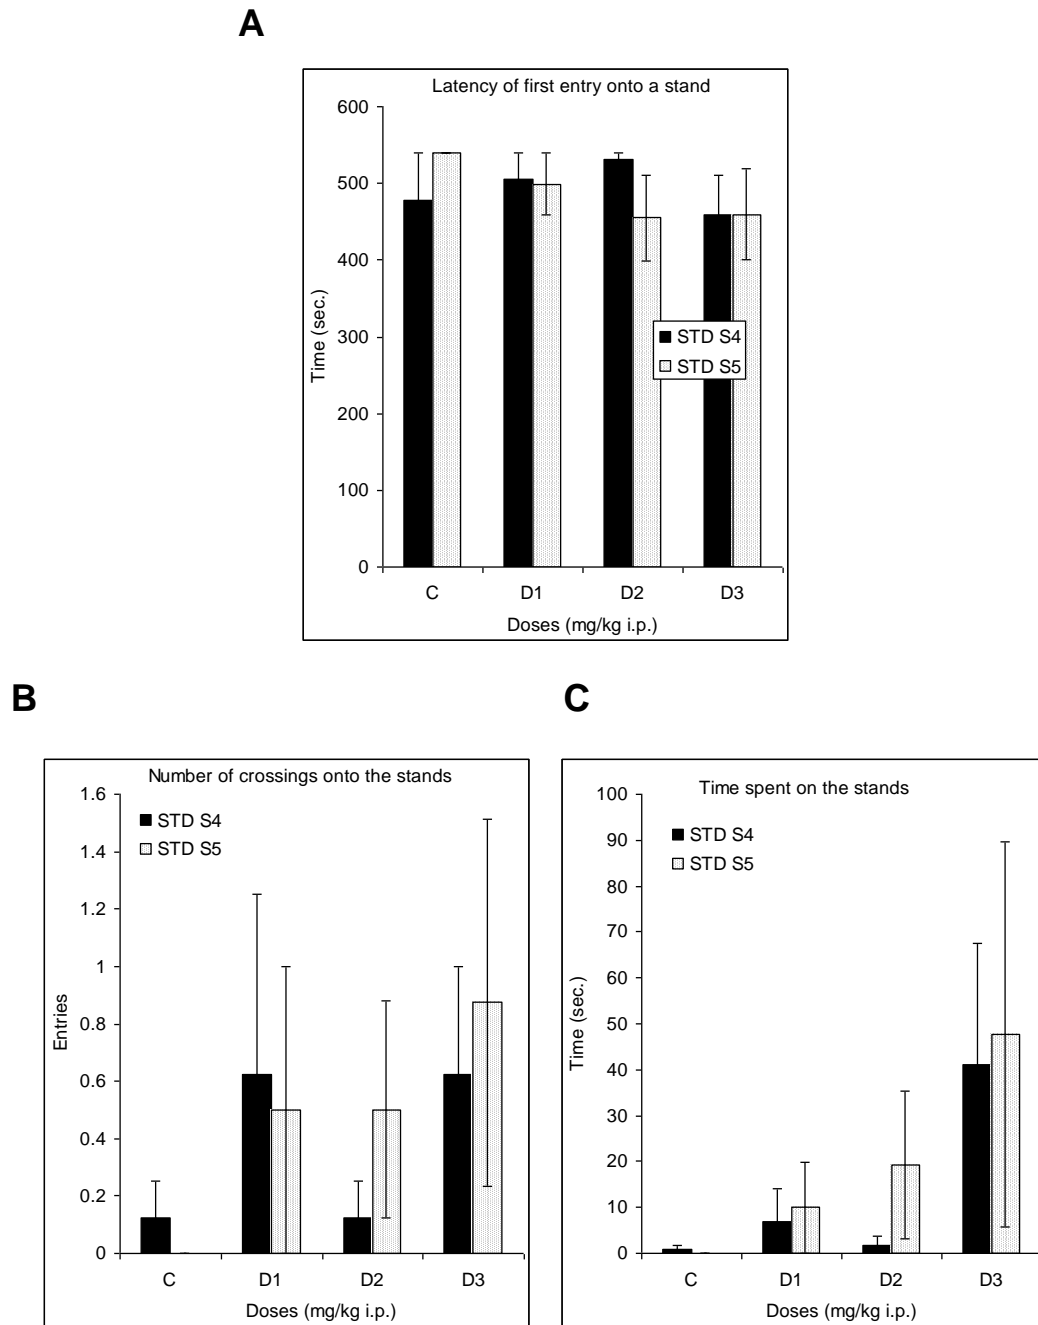 A
Latency of first entry onto a stand
600
500
400
300
200
100
0
Time (sec.)
STD S4
STD S5
C D1 D2 D3
Doses (mg/kg i.p.)
B
Number of crossings onto the stands
1.6
1.4
1.2
1
0.8
0.6
0.4
0.2
0
Entries
STD S4
STD S5
C D1 D2 D3
Doses (mg/kg i.p.)
C
Time spent on the stands
100
90
80
70
60
50
40
30
20
10
0
Time (sec.)
STD S4
STD S5
C D1 D2 D3
Doses (mg/kg i.p.)